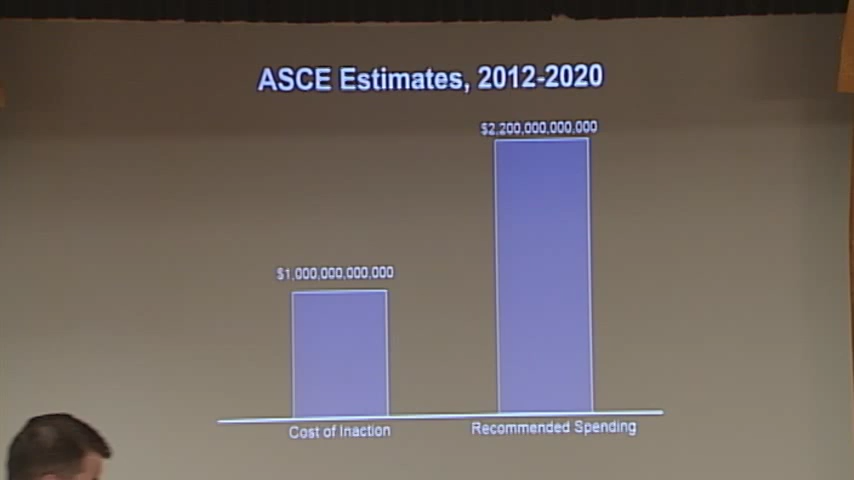 ASCE Estimates, 2012-2020
$2,200,000,000,000
$1,000,000,000,000
Cost of Inaction
Recommended Spending